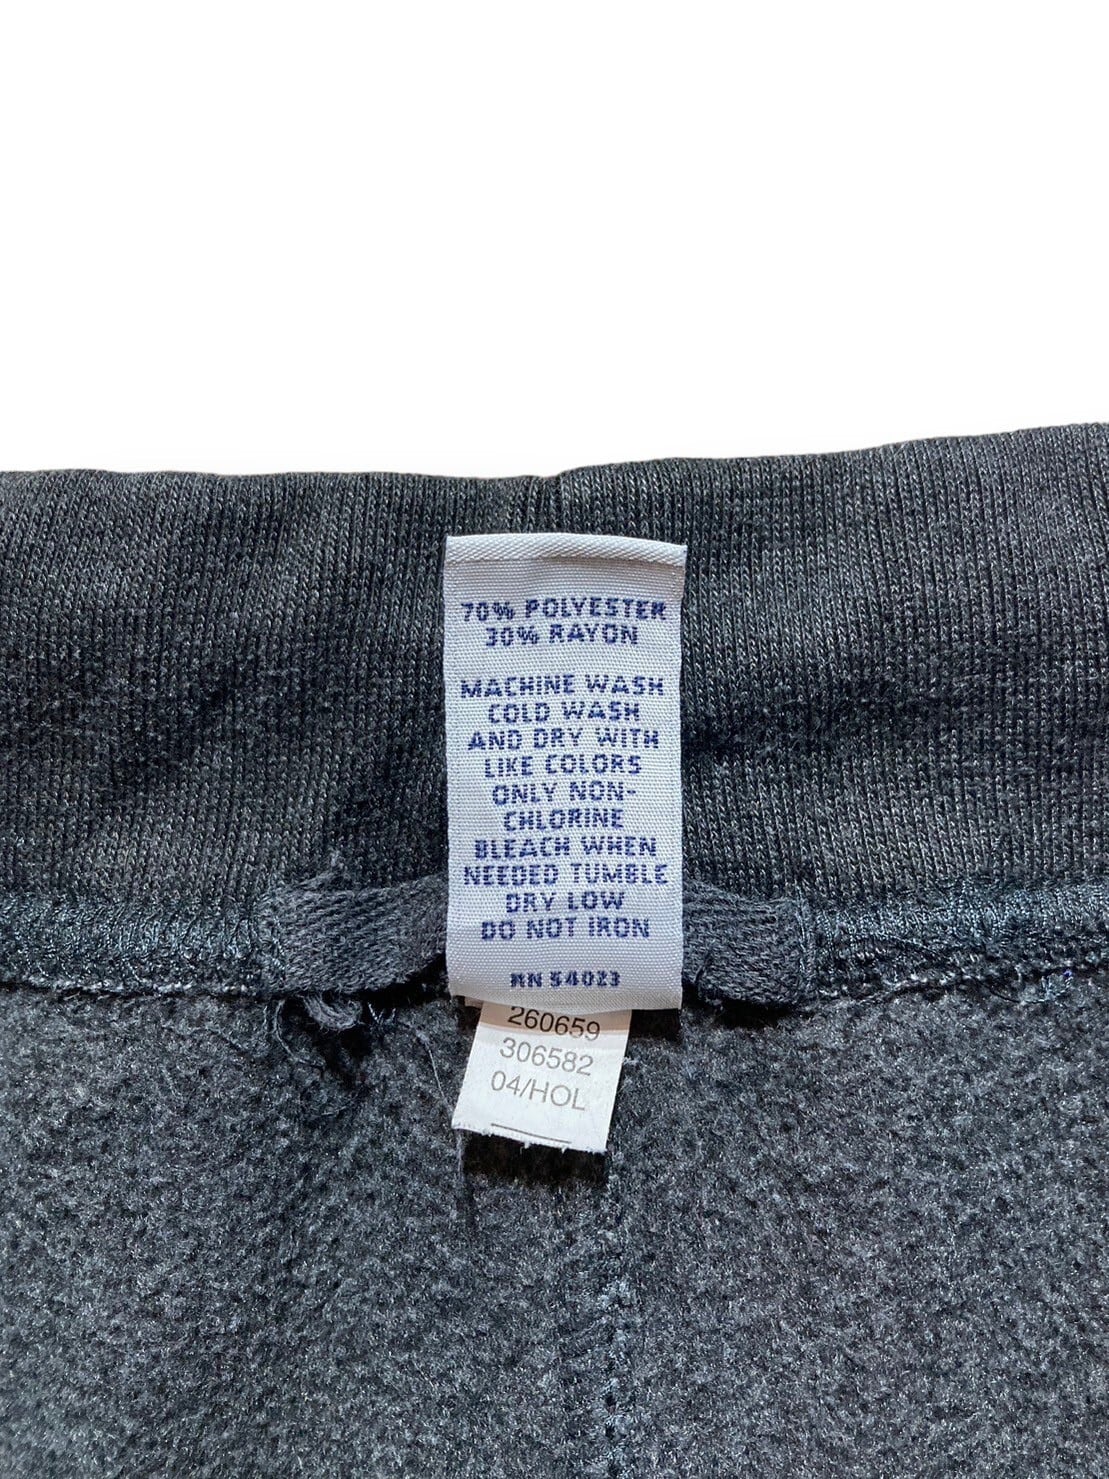 70% POLYESTER
30% RAYON
MACHINE WASH
COLD WASH
AND DRY WITH
LIKE COLORS
ONLY NON-
CHLORINE
BLEACH WHEN
NEEDED TUMBLE
DRY LOW
DO NOT IRON
RN 54023
260659
306582
04/HOL